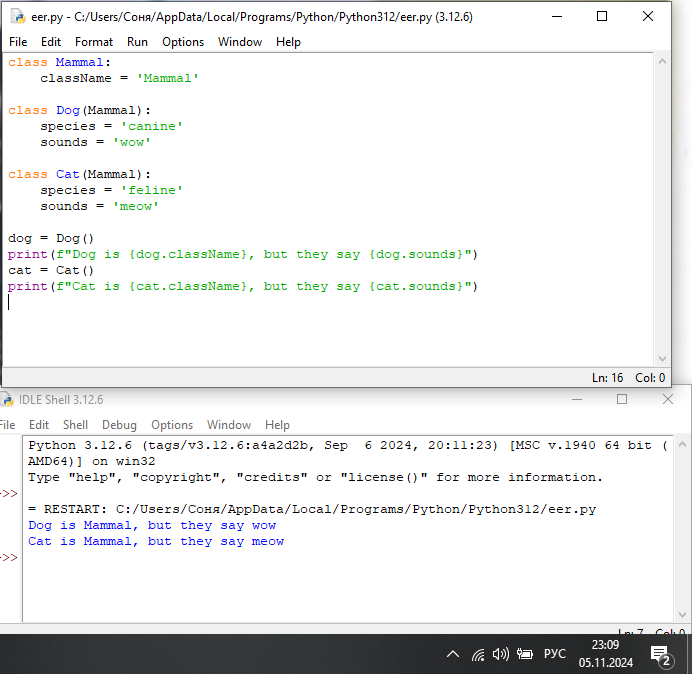 eer.py - C:/Users/Соня/AppData/Local/Programs/Python/Python312/eer.py (3.12.6)
File Edit Format Run Options Window Help
class Mammal:
    className = 'Mammal'
class Dog(Mammal):
    species = 'canine'
    sounds = 'wow'
class Cat(Mammal):
    species = 'feline'
    sounds = 'meow'
dog = Dog()
print(f"Dog is {dog.className}, but they say {dog.sounds}")
cat = Cat()
print(f"Cat is {cat.className}, but they say {cat.sounds}")
Ln: 16 Col: 0
IDLE Shell 3.12.6
File Edit Shell Debug Options Window Help
Python 3.12.6 (tags/v3.12.6:a4a2d2b, Sep  6 2024, 20:11:23) [MSC v.1940 64 bit (
AMD64)] on win32
Type "help", "copyright", "credits" or "license()" for more information.
>>>
= RESTART: C:/Users/Соня/AppData/Local/Programs/Python/Python312/eer.py
Dog is Mammal, but they say wow
Cat is Mammal, but they say meow
>>>
Ln: 7 Col: 0
РУС
23:09
05.11.2024
2